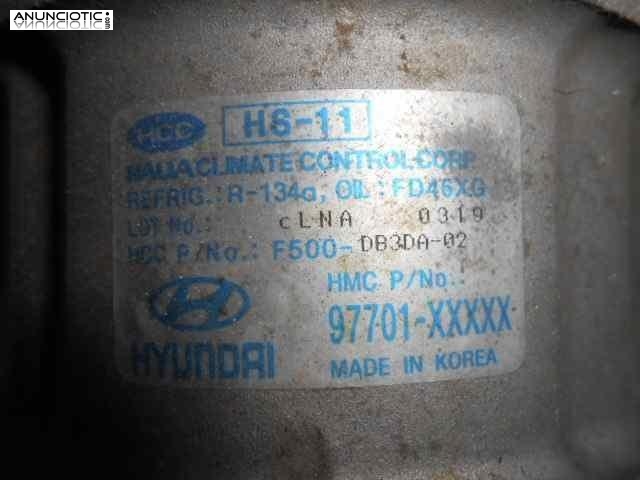 ANUNCIOTIC.es
HCC HS-11
HALLA CLIMATE CONTROL CORP
REFRIG.: R-134a, OIL : FD46XG
LOT No.: cLNA 0319
HCC P/No.: F500-DB3DA-02
HMC P/No.:
97701-XXXXX
HYUNDAI MADE IN KOREA